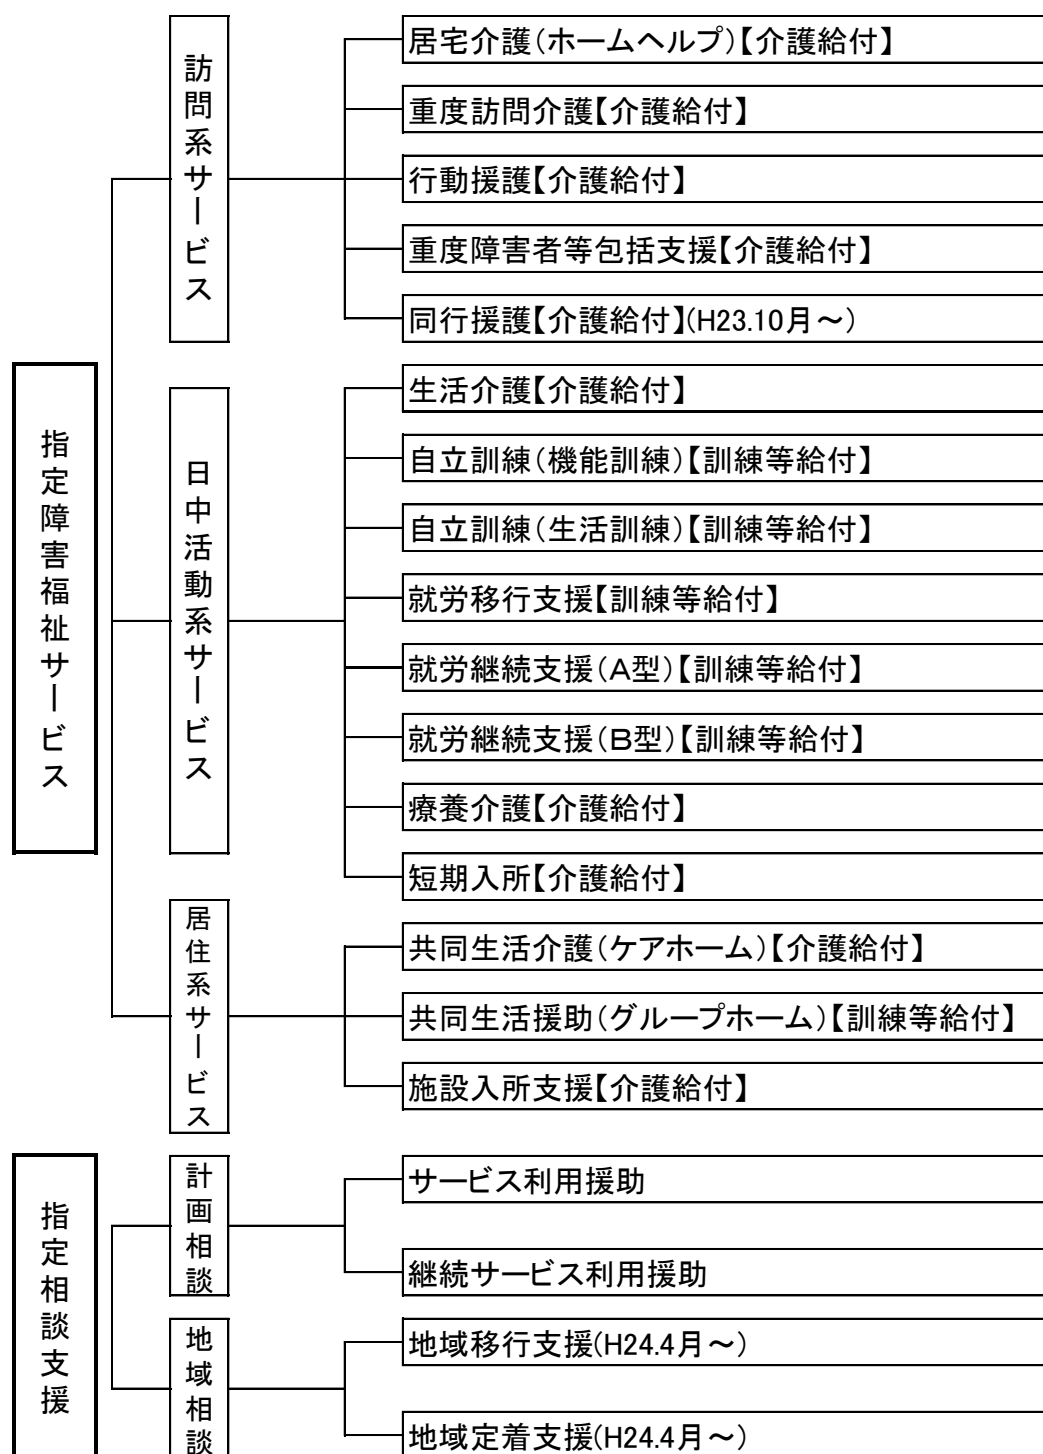 指定障害福祉サービス
訪問系サービス
居宅介護（ホームヘルプ）【介護給付】
重度訪問介護【介護給付】
行動援護【介護給付】
重度障害者等包括支援【介護給付】
同行援護【介護給付】(H23.10月～)
日中活動系サービス
生活介護【介護給付】
自立訓練（機能訓練）【訓練等給付】
自立訓練（生活訓練）【訓練等給付】
就労移行支援【訓練等給付】
就労継続支援（A型）【訓練等給付】
就労継続支援（B型）【訓練等給付】
療養介護【介護給付】
短期入所【介護給付】
居住系サービス
共同生活介護（ケアホーム）【介護給付】
共同生活援助（グループホーム）【訓練等給付】
施設入所支援【介護給付】
指定相談支援
計画相談
サービス利用援助
継続サービス利用援助
地域相談
地域移行支援(H24.4月～)
地域定着支援(H24.4月～)